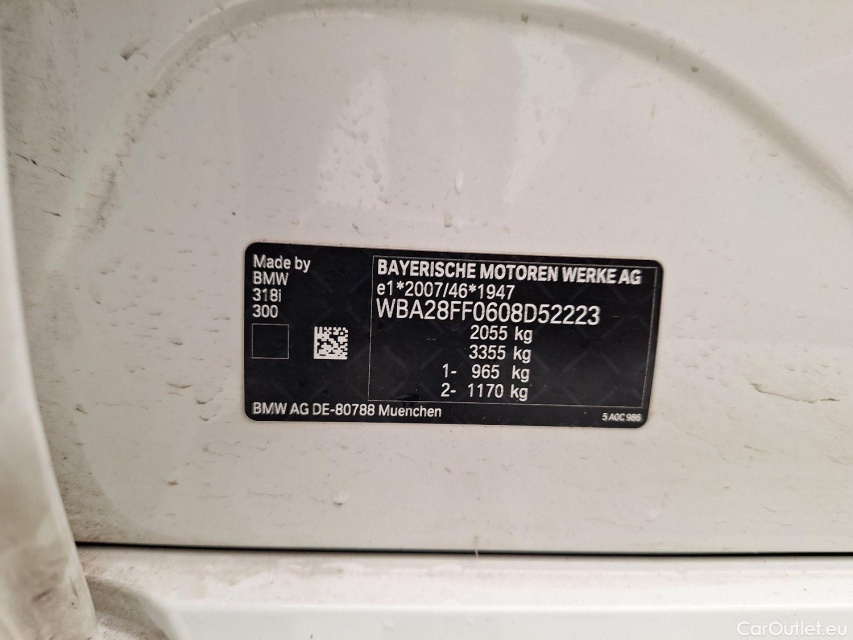 Made by
BMW
318i
300
BAYERISCHE MOTOREN WERKE AG
e1*2007/46*1947
WBA28FF0608D52223
2055 kg
3355 kg
1- 965 kg
2- 1170 kg
BMW AG DE-80788 Muenchen
5 A0C 986
CarOutlet.eu